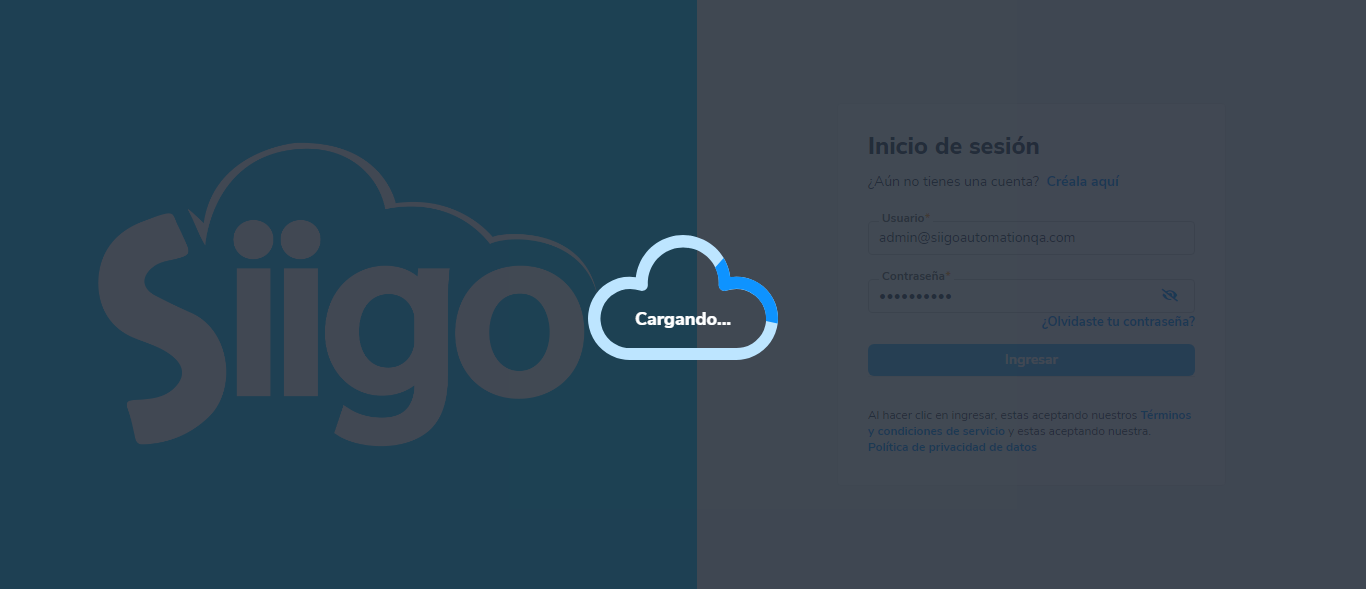 Siigo
Cargando...
Inicio de sesión
¿Aún no tienes una cuenta? Créala aquí
Usuario*
admin@siigoautomationqa.com
Contraseña*
••••••••••
¿Olvidaste tu contraseña?
Ingresar
Al hacer clic en ingresar, estas aceptando nuestros Términos
y condiciones de servicio y estas aceptando nuestra
Política de privacidad de datos